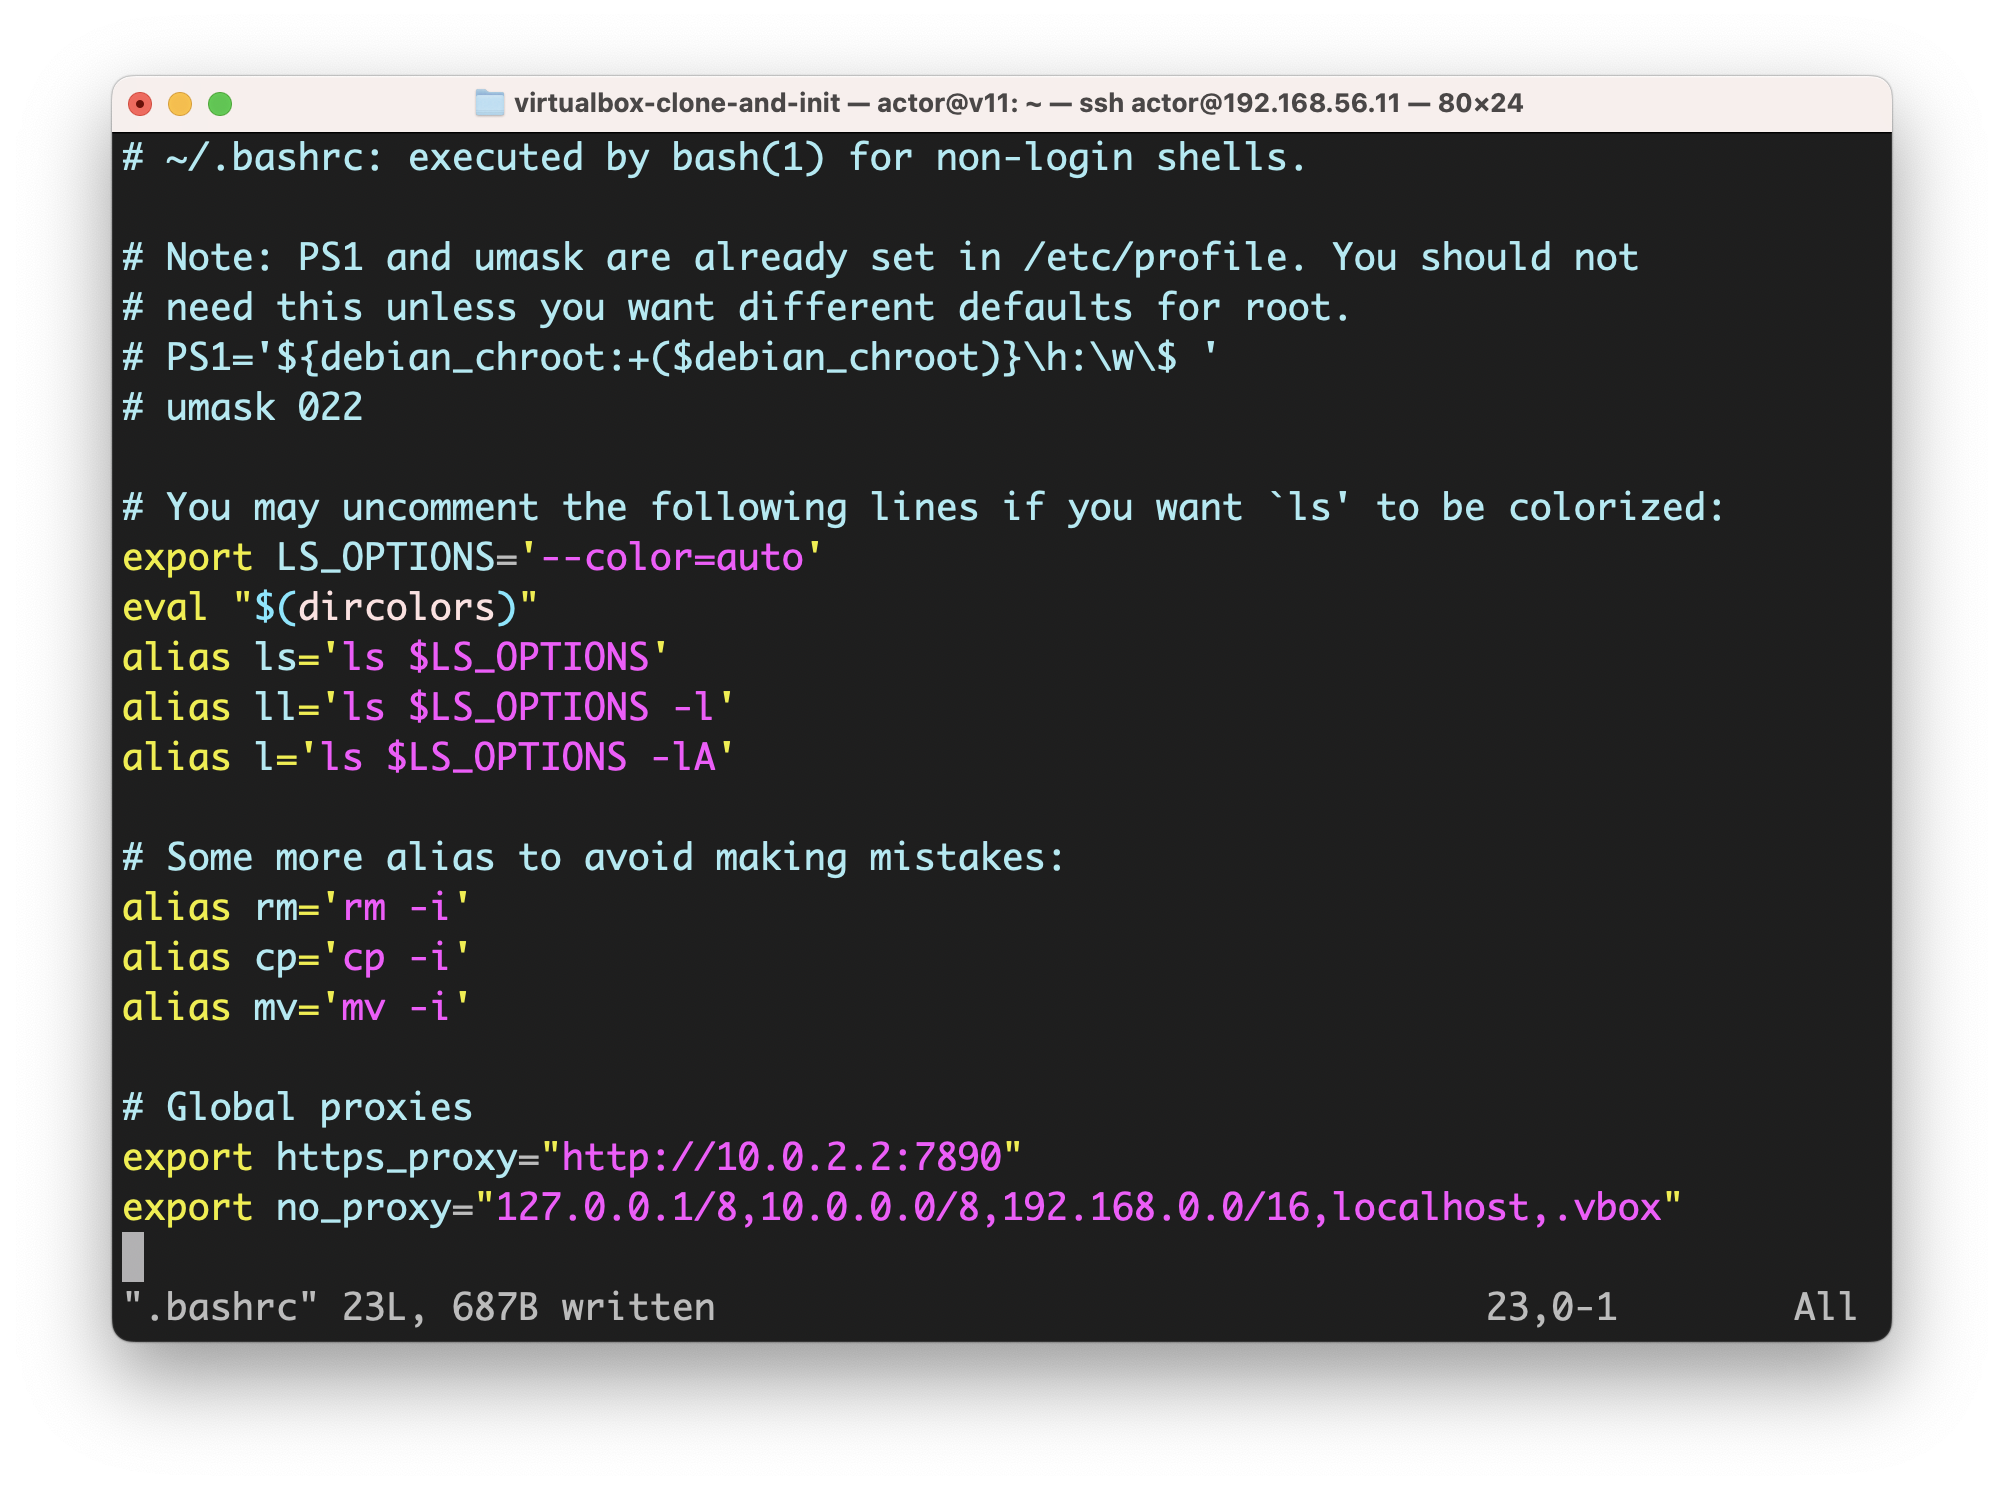 virtualbox-clone-and-init — actor@v11: ~ — ssh actor@192.168.56.11 — 80×24
# ~/.bashrc: executed by bash(1) for non-login shells.
# Note: PS1 and umask are already set in /etc/profile. You should not
# need this unless you want different defaults for root.
# PS1='${debian_chroot:+($debian_chroot)}\h:\w\$ '
# umask 022
# You may uncomment the following lines if you want `ls' to be colorized:
export LS_OPTIONS='--color=auto'
eval "$(dircolors)"
alias ls='ls $LS_OPTIONS'
alias ll='ls $LS_OPTIONS -l'
alias l='ls $LS_OPTIONS -lA'
# Some more alias to avoid making mistakes:
alias rm='rm -i'
alias cp='cp -i'
alias mv='mv -i'
# Global proxies
export https_proxy="http://10.0.2.2:7890"
export no_proxy="127.0.0.1/8,10.0.0.0/8,192.168.0.0/16,localhost,.vbox"
".bashrc" 23L, 687B written 23,0-1 All